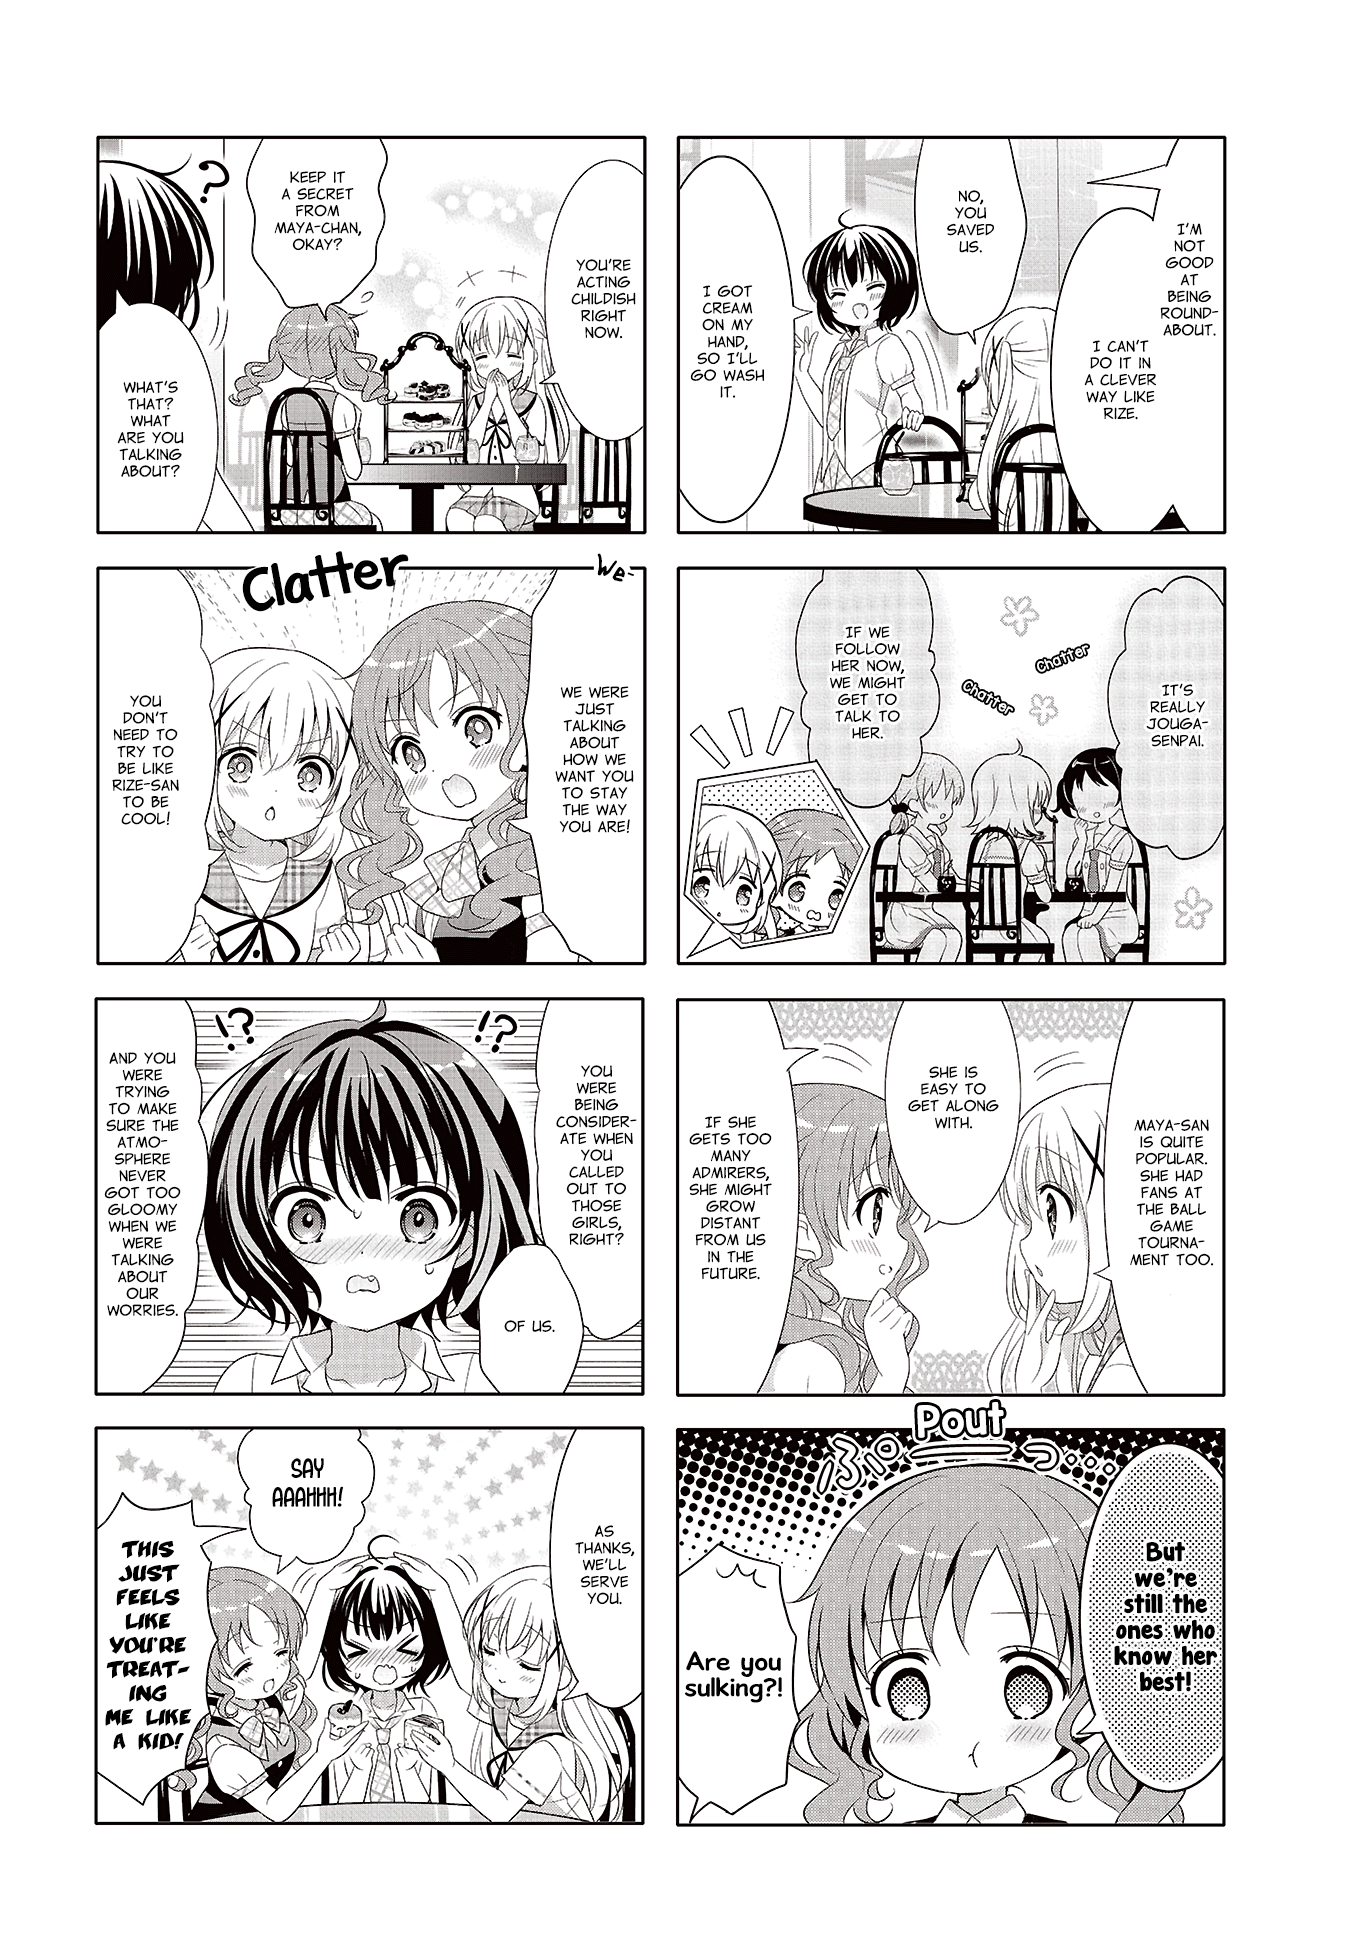 I'M
NOT
GOOD
AT
BEING
ROUND-
ABOUT.
I CAN'T
DO IT IN
A CLEVER
WAY LIKE
RIZE.
NO,
YOU
SAVED
US.
I GOT
CREAM
ON MY
HAND,
SO I'LL
GO WASH
IT.
IT'S
REALLY
JOUGA-
SENPAI.
Chatter
Chatter
IF WE
FOLLOW
HER NOW,
WE MIGHT
GET TO
TALK TO
HER.
MAYA-SAN
IS QUITE
POPULAR.
SHE HAD
FANS AT
THE BALL
GAME
TOURNA-
MENT TOO.
SHE IS
EASY TO
GET ALONG
WITH.
IF SHE
GETS TOO
MANY
ADMIRERS,
SHE MIGHT
GROW
DISTANT
FROM US
IN THE
FUTURE.
Pout
ぷぅっ...
But
we're
still the
ones who
know her
best!
Are you
sulking?!
YOU'RE
ACTING
CHILDISH
RIGHT
NOW.
KEEP IT
A SECRET
FROM
MAYA-CHAN,
OKAY?
?
WHAT'S
THAT?
WHAT
ARE YOU
TALKING
ABOUT?
We-
Clatter
WE WERE
JUST
TALKING
ABOUT
HOW WE
WANT YOU
TO STAY
THE WAY
YOU ARE!
YOU
DON'T
NEED TO
TRY TO
BE LIKE
RIZE-SAN
TO BE
COOL!
!?
!?
YOU
WERE
BEING
CONSIDER-
ATE WHEN
YOU
CALLED
OUT TO
THOSE
GIRLS,
RIGHT?
OF US.
AND YOU
WERE
TRYING
TO MAKE
SURE THE
ATMO-
SPHERE
NEVER
GOT TOO
GLOOMY
WHEN WE
WERE
TALKING
ABOUT
OUR
WORRIES.
AS
THANKS,
WE'LL
SERVE
YOU.
SAY
AAAHHH!
THIS
JUST
FEELS
LIKE
YOU'RE
TREAT-
ING
ME LIKE
A KID!